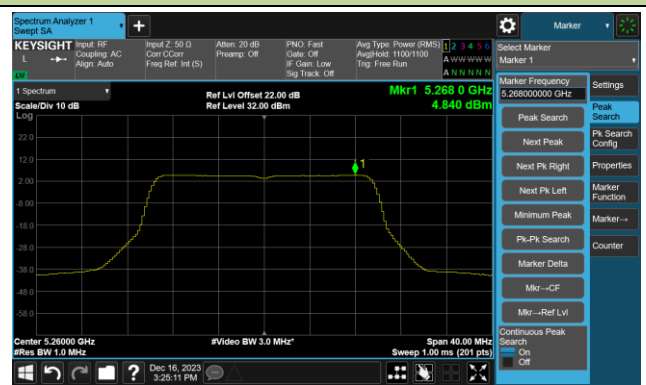 Spectrum Analyzer 1
Swept SA
Marker
KEYSIGHT
L
LW
Input: RF
Coupling: AC
Align: Auto
Input Z: 50 Ω
Corr CCorr
Freq Ref: Int (S)
Atten: 20 dB
Preamp: Off
PNO: Fast
Gate: Off
IF Gain: Low
Sig Track: Off
Avg Type: Power (RMS)
Avg|Hold: 1100/1100
Trig: Free Run
1 2 3 4 5 6
A W W W W W
A N N N N N
Select Marker
Marker 1
Marker Frequency
5.268000000 GHz
Peak Search
Next Peak
Next Pk Right
Next Pk Left
Minimum Peak
Pk-Pk Search
Marker Delta
Mkr→CF
Mkr→Ref Lvl
Continuous Peak
Search
On
Off
Settings
Peak
Search
Pk Search
Config
Properties
Marker
Function
Marker→
Counter
1 Spectrum
Scale/Div 10 dB
Log
Ref Lvl Offset 22.00 dB
Ref Level 32.00 dBm
Mkr1 5.268 0 GHz
4.840 dBm
22.0
12.0
2.00
-8.00
-18.0
-28.0
-38.0
-48.0
-58.0
1
Center 5.26000 GHz
#Res BW 1.0 MHz
#Video BW 3.0 MHz*
Span 40.00 MHz
Sweep 1.00 ms (201 pts)
?
Dec 16, 2023
3:25:11 PM